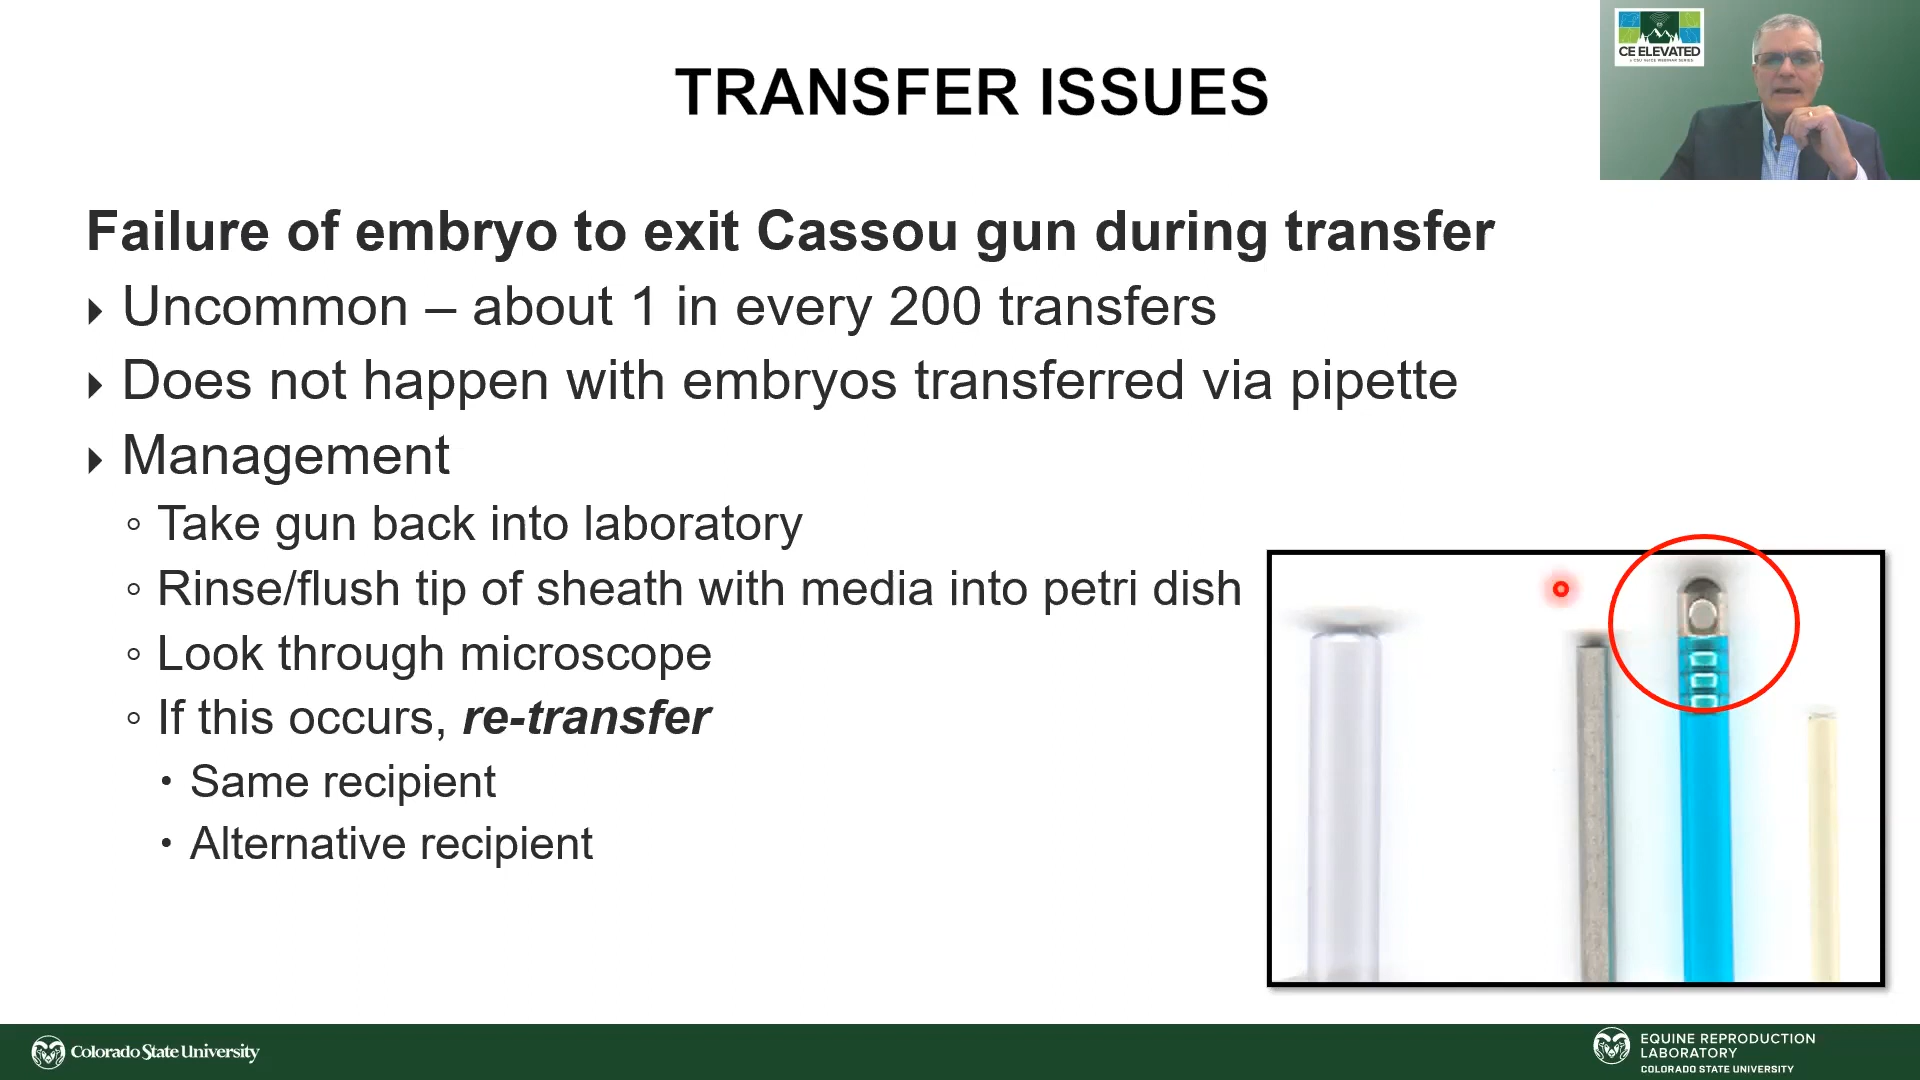 CE ELEVATED
TRANSFER ISSUES
Failure of embryo to exit Cassou gun during transfer
Uncommon – about 1 in every 200 transfers
Does not happen with embryos transferred via pipette
Management
Take gun back into laboratory
Rinse/flush tip of sheath with media into petri dish
Look through microscope
If this occurs, re-transfer
Same recipient
Alternative recipient
Colorado State University
EQUINE REPRODUCTION
LABORATORY
COLORADO STATE UNIVERSITY